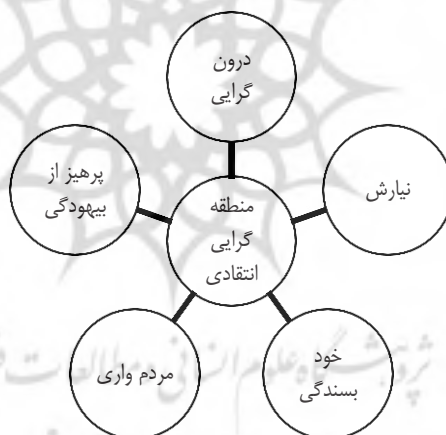 درون
گرایی
نیارش
خود
بسندگی
مردم واری
پرهیز از
بیهودگی
منطقه
گرایی
انتقادی